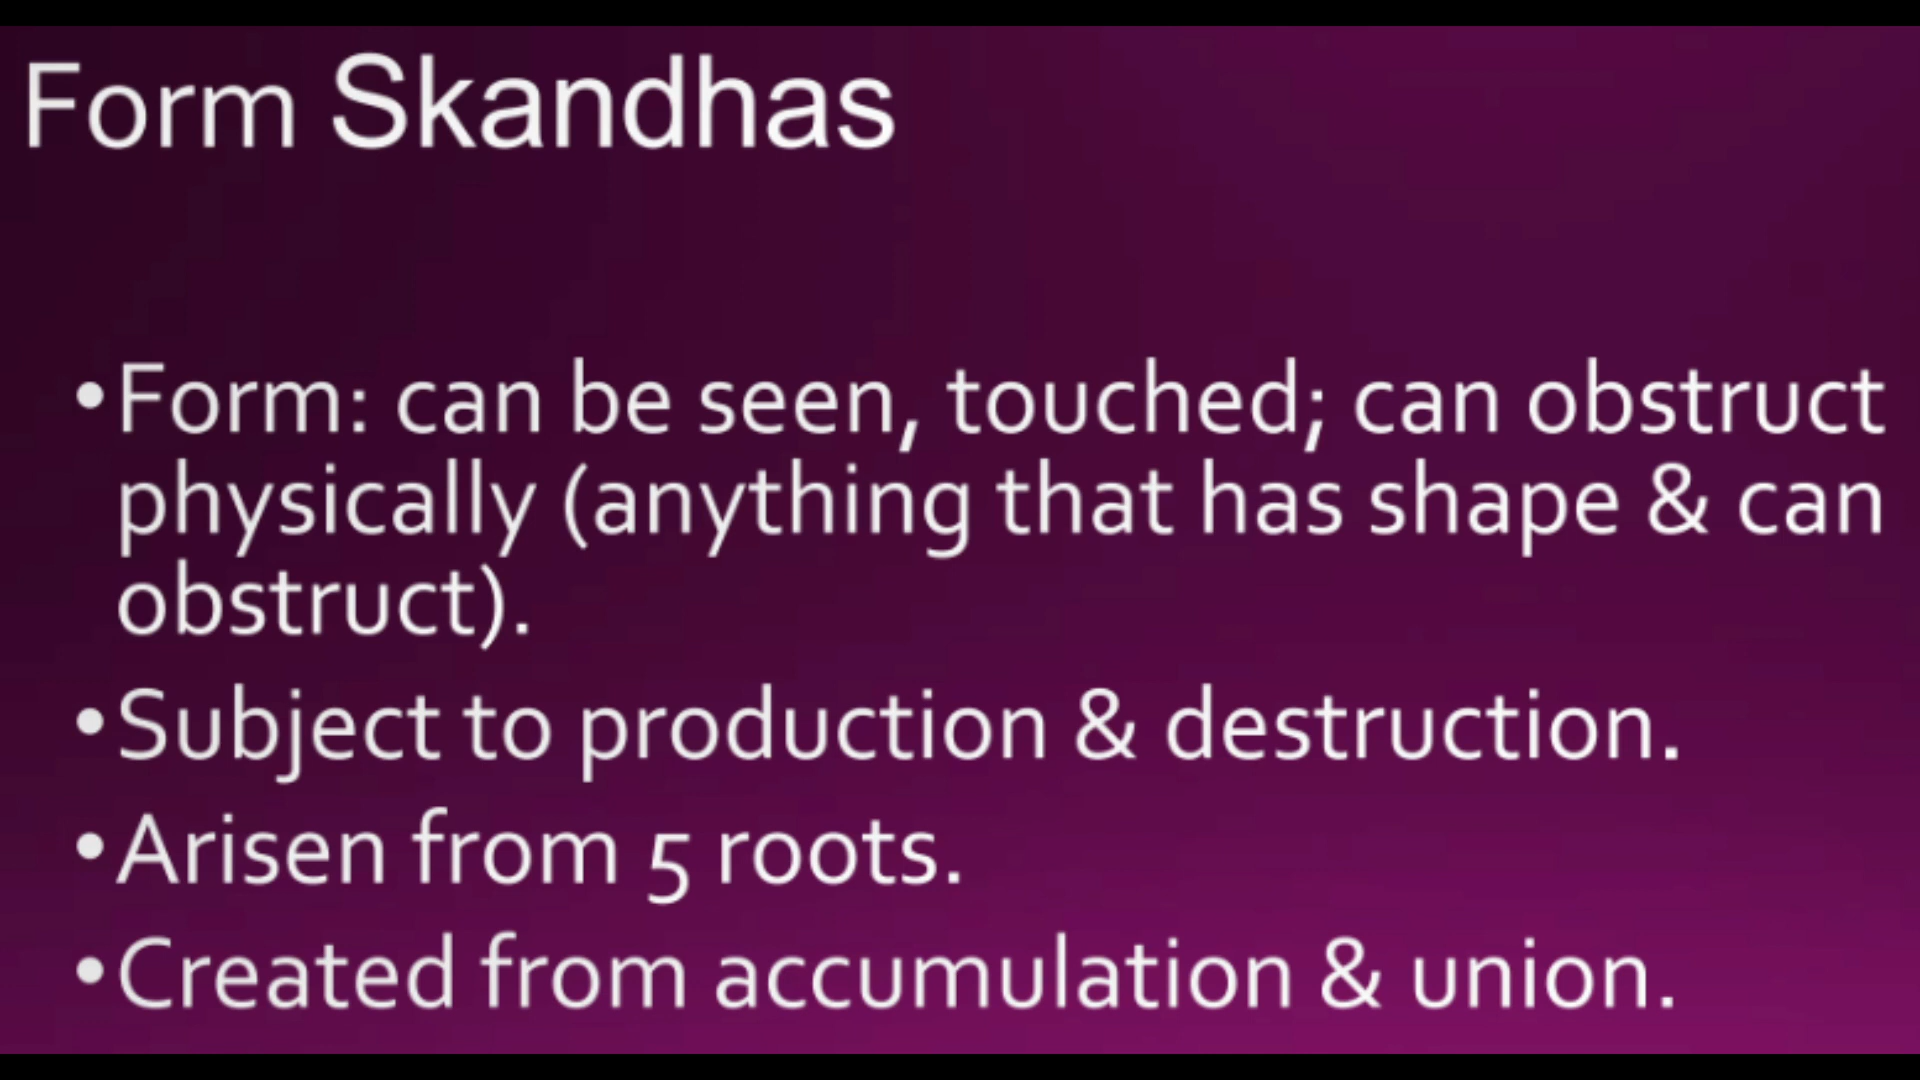 Form Skandhas
•Form: can be seen, touched; can obstruct
physically (anything that has shape & can
obstruct).
•Subject to production & destruction.
•Arisen from 5 roots.
•Created from accumulation & union.